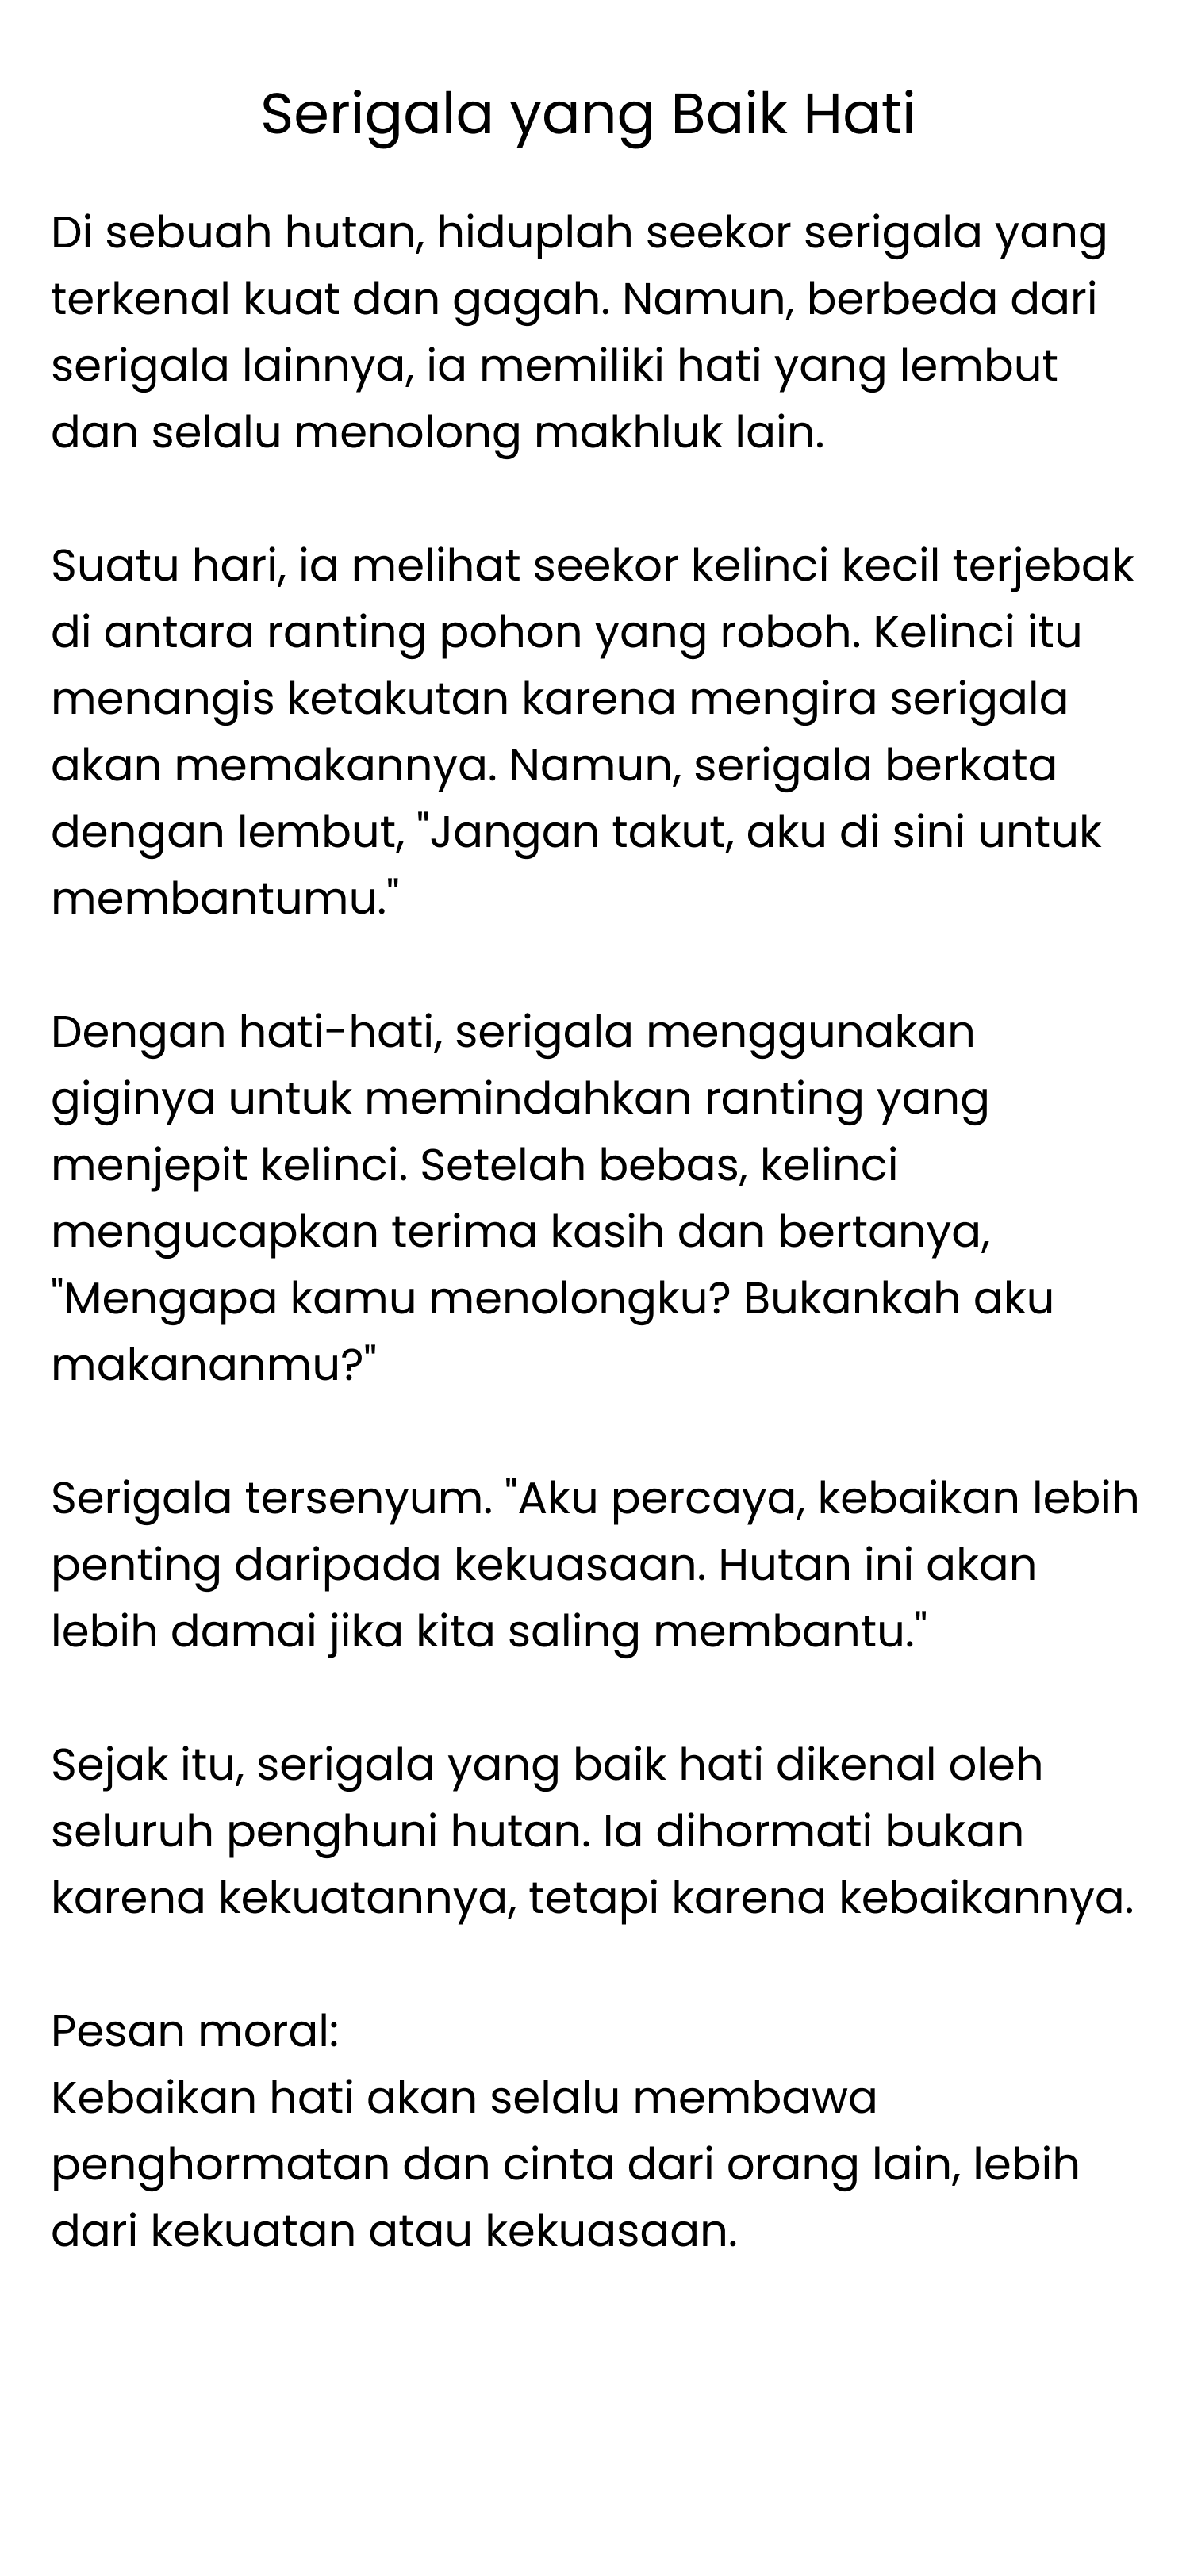 Serigala yang Baik Hati
Di sebuah hutan, hiduplah seekor serigala yang
terkenal kuat dan gagah. Namun, berbeda dari
serigala lainnya, ia memiliki hati yang lembut
dan selalu menolong makhluk lain.
Suatu hari, ia melihat seekor kelinci kecil terjebak
di antara ranting pohon yang roboh. Kelinci itu
menangis ketakutan karena mengira serigala
akan memakannya. Namun, serigala berkata
dengan lembut, "Jangan takut, aku di sini untuk
membantumu."
Dengan hati-hati, serigala menggunakan
giginya untuk memindahkan ranting yang
menjepit kelinci. Setelah bebas, kelinci
mengucapkan terima kasih dan bertanya,
"Mengapa kamu menolongku? Bukankah aku
makananmu?"
Serigala tersenyum. "Aku percaya, kebaikan lebih
penting daripada kekuasaan. Hutan ini akan
lebih damai jika kita saling membantu."
Sejak itu, serigala yang baik hati dikenal oleh
seluruh penghuni hutan. Ia dihormati bukan
karena kekuatannya, tetapi karena kebaikannya.
Pesan moral:
Kebaikan hati akan selalu membawa
penghormatan dan cinta dari orang lain, lebih
dari kekuatan atau kekuasaan.